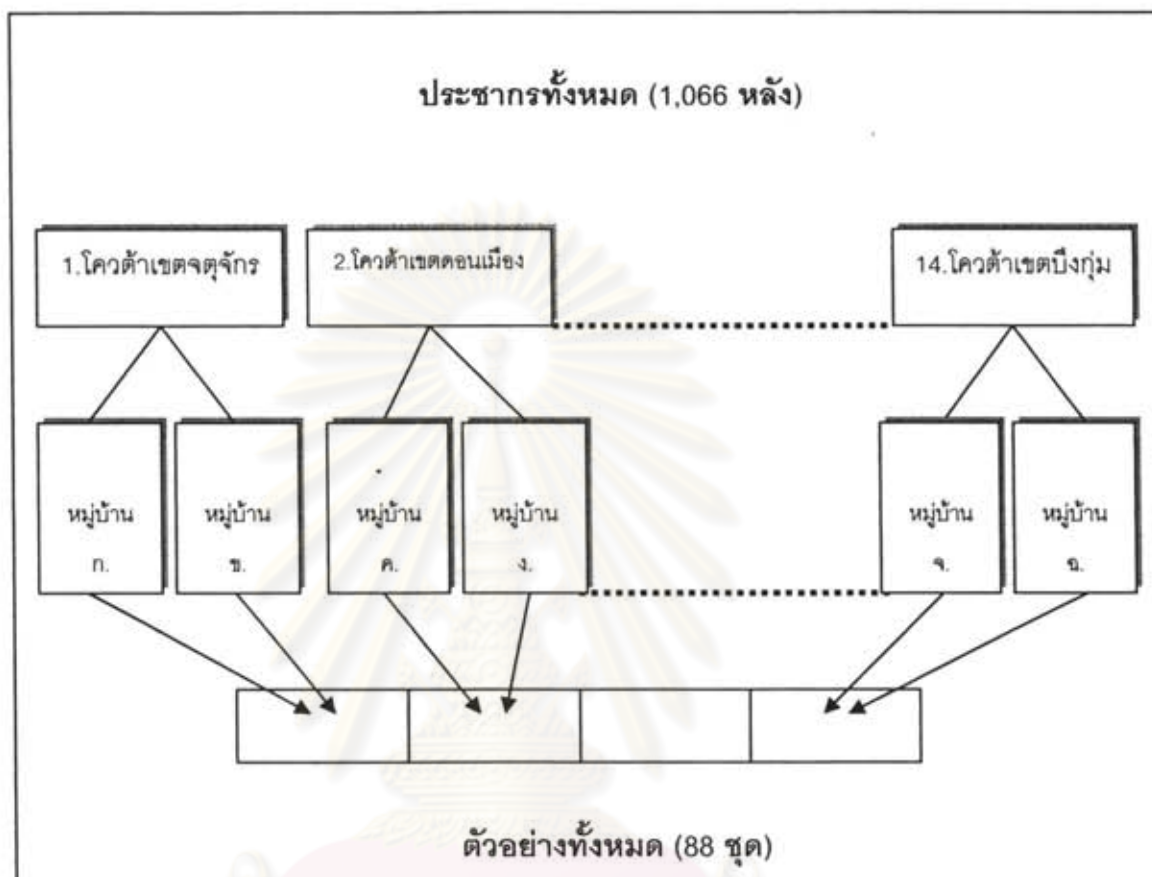 ประชากรทั้งหมด (1,066 หลัง)
1.โควต้าเขตจตุจักร
2.โควต้าเขตดอนเมือง
14.โควต้าเขตบึงกุ่ม
หมู่บ้าน
ก.
หมู่บ้าน
ข.
หมู่บ้าน
ค.
หมู่บ้าน
ง.
หมู่บ้าน
จ.
หมู่บ้าน
ฉ.
ตัวอย่างทั้งหมด (88 ชุด)